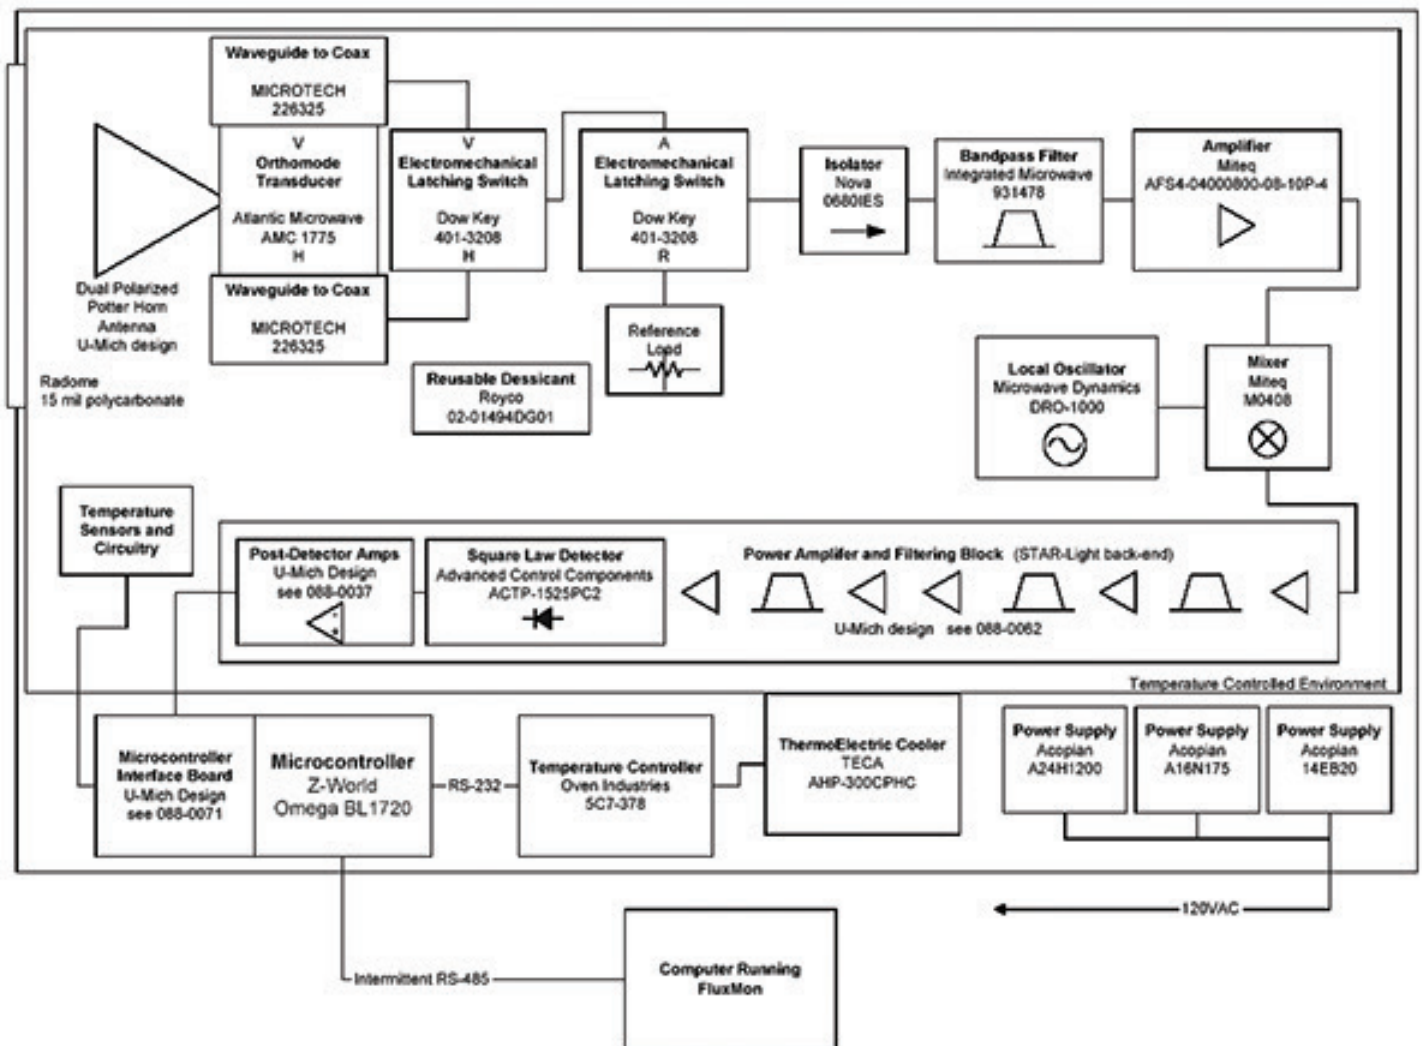 Waveguide to Coax
MICROTECH
226325
V
Orthomode
Transducer
Atlantic Microwave
AMC 1775
H
Waveguide to Coax
MICROTECH
226325
Dual Polarized
Potter Horn
Antenna
U-Mich design
Radome
15 mil polycarbonate
V
Electromechanical
Latching Switch
Dow Key
401-3208
H
A
Electromechanical
Latching Switch
Dow Key
401-3208
R
Reference
Load
Reusable Dessicant
Royco
02-01494DG01
Isolator
Nova
0680IES
Bandpass Filter
Integrated Microwave
931478
Amplifier
Miteq
AFS4-04000800-08-10P-4
Local Oscillator
Microwave Dynamics
DRO-1000
Mixer
Miteq
M0408
Temperature
Sensors and
Circuitry
Post-Detector Amps
U-Mich Design
see 088-0037
Square Law Detector
Advanced Control Components
ACTP-1525PC2
Power Amplifer and Filtering Block (STAR-Light back-end)
U-Mich design see 088-0062
Temperature Controlled Environment
Microcontroller
Interface Board
U-Mich Design
see 088-0071
Microcontroller
Z-World
Omega BL1720
RS-232
Temperature Controller
Oven Industries
5C7-378
ThermoElectric Cooler
TECA
AHP-300CPHC
Power Supply
Acopian
A24H1200
Power Supply
Acopian
A16N175
Power Supply
Acopian
14EB20
120VAC
Intermittent RS-485
Computer Running
FluxMon